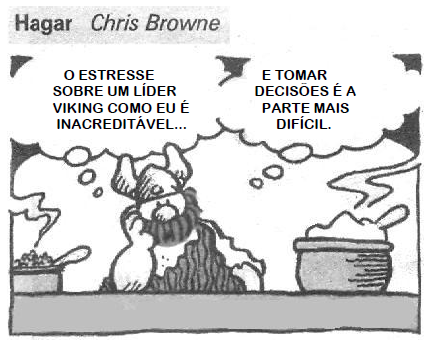 Hagar Chris Browne
O ESTRESSE
SOBRE UM LÍDER
VIKING COMO EU É
INACREDITÁVEL...
E TOMAR
DECISÕES É A
PARTE MAIS
DIFÍCIL.